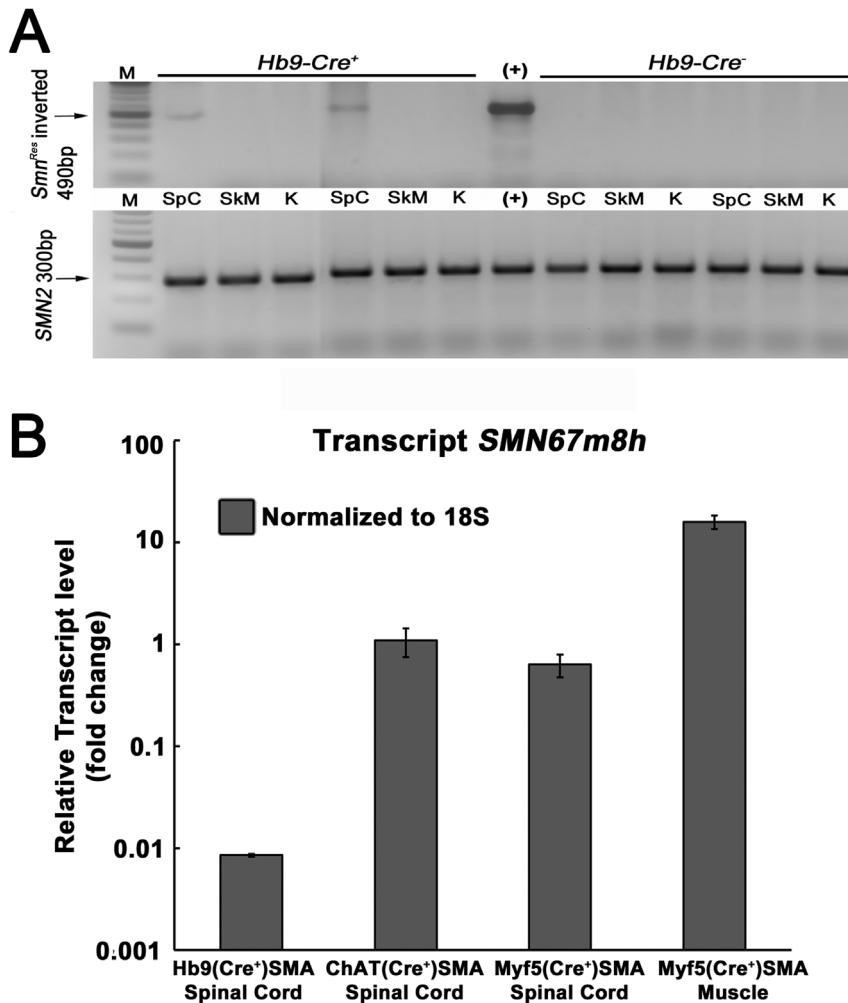 A
Hb9-Cre⁺
(+)
Hb9-Cre⁻
M
Smn^Res inverted
490bp
M
SpC SkM K SpC SkM K (+) SpC SkM K SpC SkM K
SMN2 300bp
B
Transcript SMN67m8h
Normalized to 18S
Relative Transcript level
(fold change)
100
10
1
0.1
0.01
0.001
Hb9(Cre⁺)SMA
Spinal Cord
ChAT(Cre⁺)SMA
Spinal Cord
Myf5(Cre⁺)SMA
Spinal Cord
Myf5(Cre⁺)SMA
Muscle